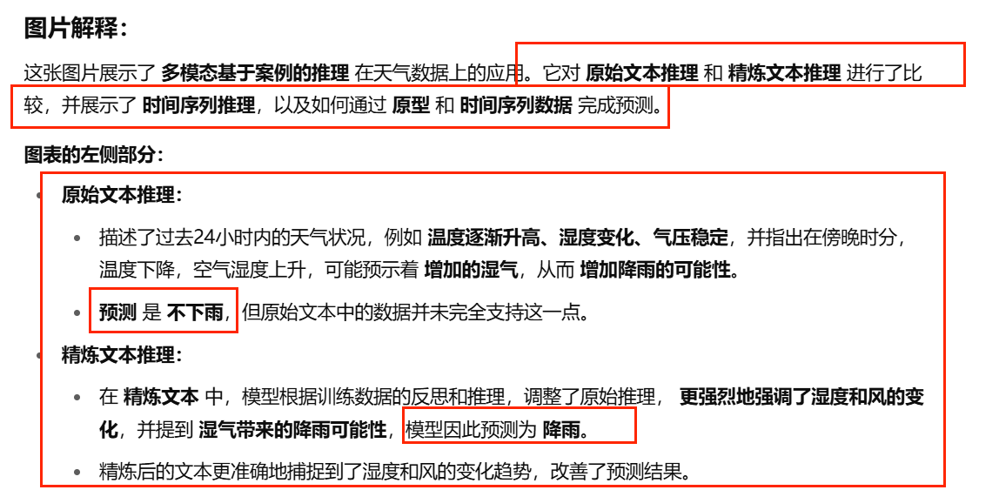 图片解释：
这张图片展示了 多模态基于案例的推理 在天气数据上的应用。它对 原始文本推理 和 精炼文本推理 进行了比
较，并展示了 时间序列推理，以及如何通过 原型 和 时间序列数据 完成预测。
图表的左侧部分：
原始文本推理：
描述了过去24小时内的天气状况，例如 温度逐渐升高、湿度变化、气压稳定，并指出在傍晚时分，
温度下降，空气湿度上升，可能预示着 增加的湿气，从而 增加降雨的可能性。
预测 是 不下雨，但原始文本中的数据并未完全支持这一点。
精炼文本推理：
在 精炼文本 中，模型根据训练数据的反思和推理，调整了原始推理， 更强烈地强调了湿度和风的变
化，并提到 湿气带来的降雨可能性，模型因此预测为 降雨。
精炼后的文本更准确地捕捉到了湿度和风的变化趋势，改善了预测结果。